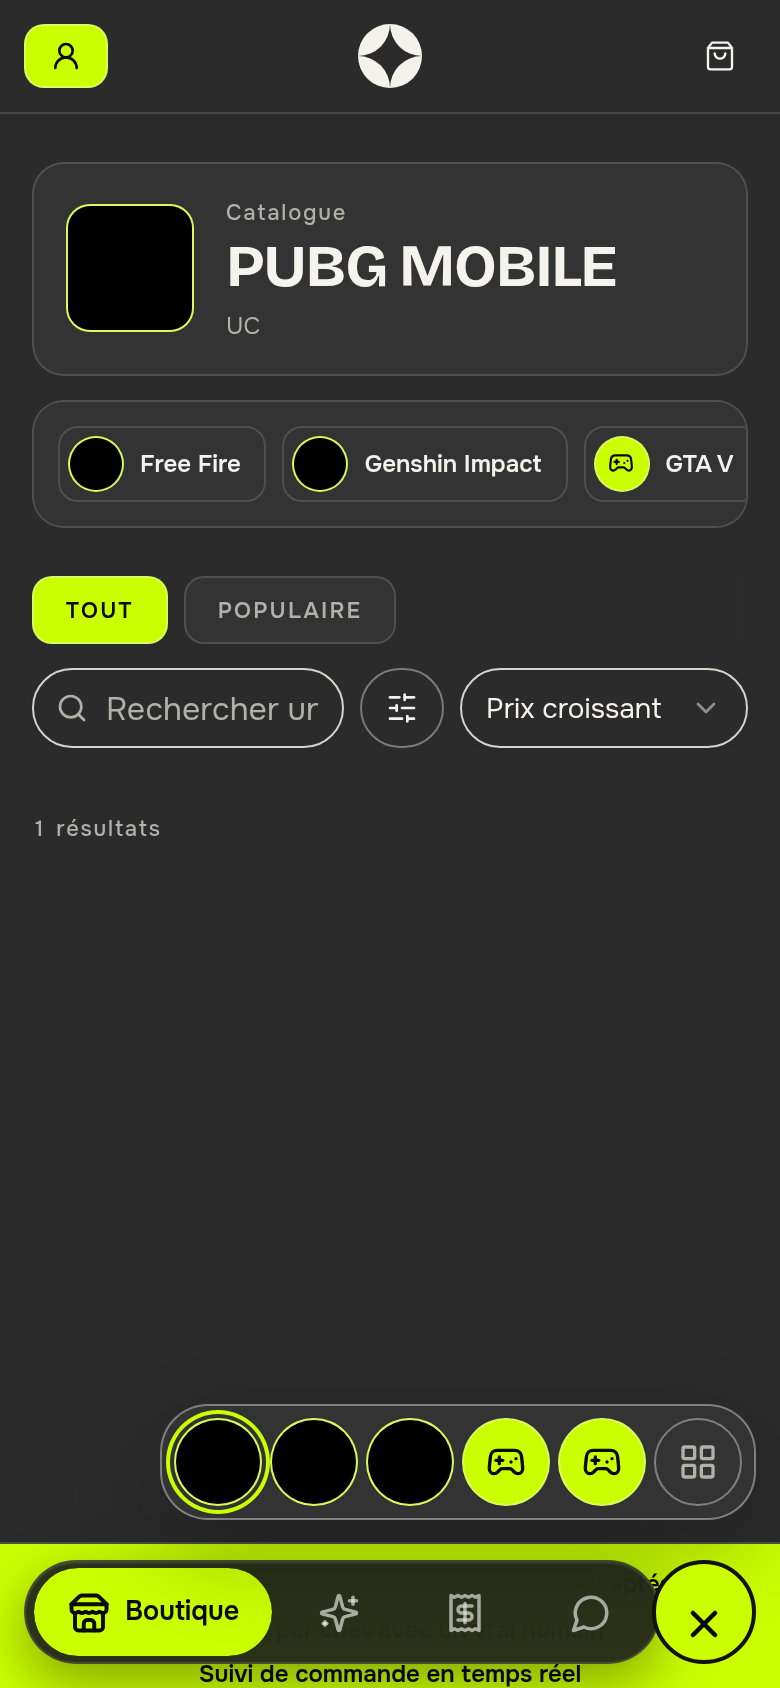 Catalogue
PUBG MOBILE
UC
Free Fire
Genshin Impact
GTA V
TOUT
POPULAIRE
Rechercher ur
Prix croissant
1 résultats
Boutique
Suivi de commande en temps réel